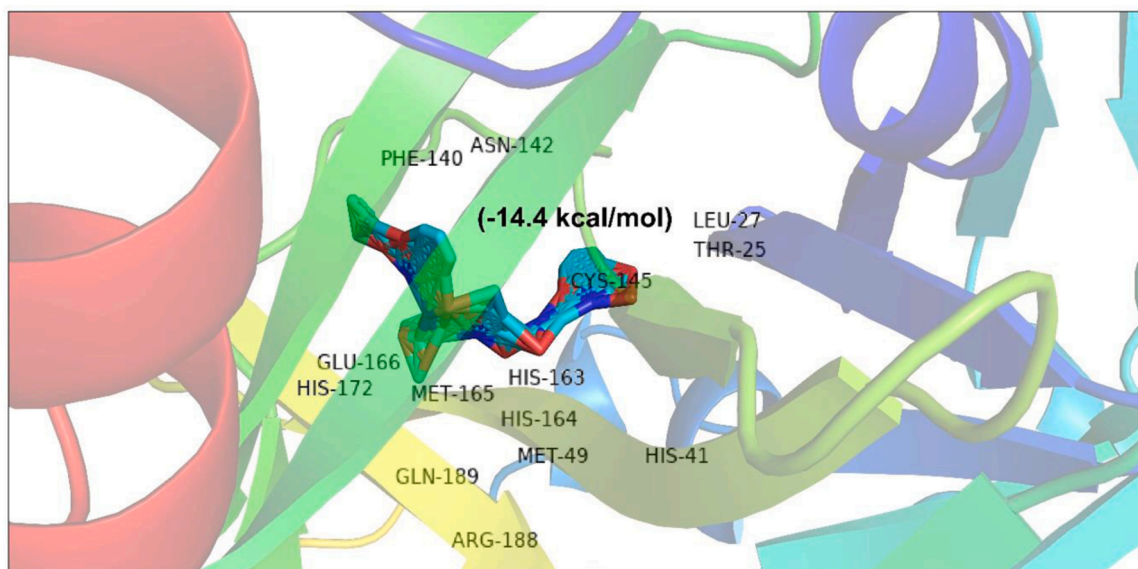 ASN-142
PHE-140
(-14.4 kcal/mol)
LEU-27
THR-25
CYS-145
GLU-166
HIS-163
HIS-172
MET-165
HIS-164
MET-49
HIS-41
GLN-189
ARG-188